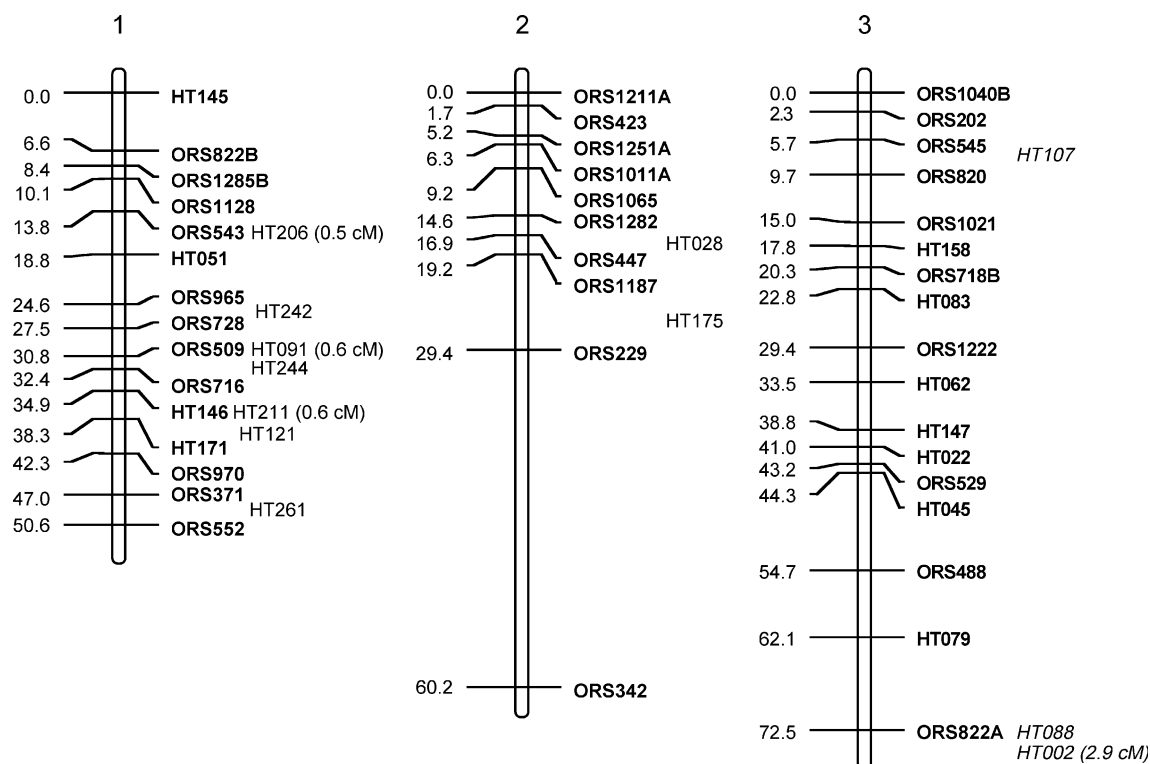 1
0.0 HT145
6.6 ORS822B
8.4 ORS1285B
10.1 ORS1128
13.8 ORS543 HT206 (0.5 cM)
18.8 HT051
24.6 ORS965
HT242
27.5 ORS728
30.8 ORS509 HT091 (0.6 cM)
HT244
32.4 ORS716
34.9 HT146 HT211 (0.6 cM)
HT121
38.3 HT171
42.3 ORS970
47.0 ORS371
HT261
50.6 ORS552
2
0.0 ORS1211A
1.7 ORS423
5.2 ORS1251A
6.3 ORS1011A
9.2 ORS1065
14.6 ORS1282
HT028
16.9 ORS447
19.2 ORS1187
HT175
29.4 ORS229
60.2 ORS342
3
0.0 ORS1040B
2.3 ORS202
5.7 ORS545
HT107
9.7 ORS820
15.0 ORS1021
17.8 HT158
20.3 ORS718B
22.8 HT083
29.4 ORS1222
33.5 HT062
38.8 HT147
41.0 HT022
43.2 ORS529
44.3 HT045
54.7 ORS488
62.1 HT079
72.5 ORS822A HT088
HT002 (2.9 cM)